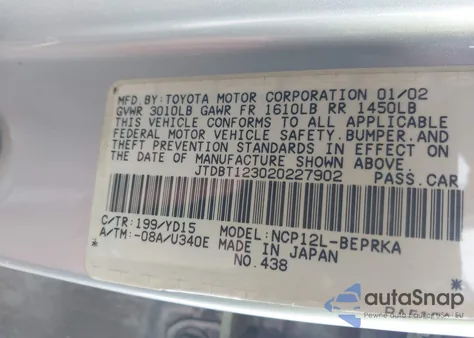 MFD. BY: TOYOTA MOTOR CORPORATION 01/02
GVWR 3010LB GAWR FR 1610LB RR 1450LB
THIS VEHICLE CONFORMS TO ALL APPLICABLE
FEDERAL MOTOR VEHICLE SAFETY, BUMPER, AND
THEFT PREVENTION STANDARDS IN EFFECT ON
THE DATE OF MANUFACTURE SHOWN ABOVE.
JTDBT123020227902 PASS. CAR
C/TR: 199/YD15 MODEL: NCP12L-BEPRKA
A/TM: -08A/U340E MADE IN JAPAN
NO. 438
autoSnap